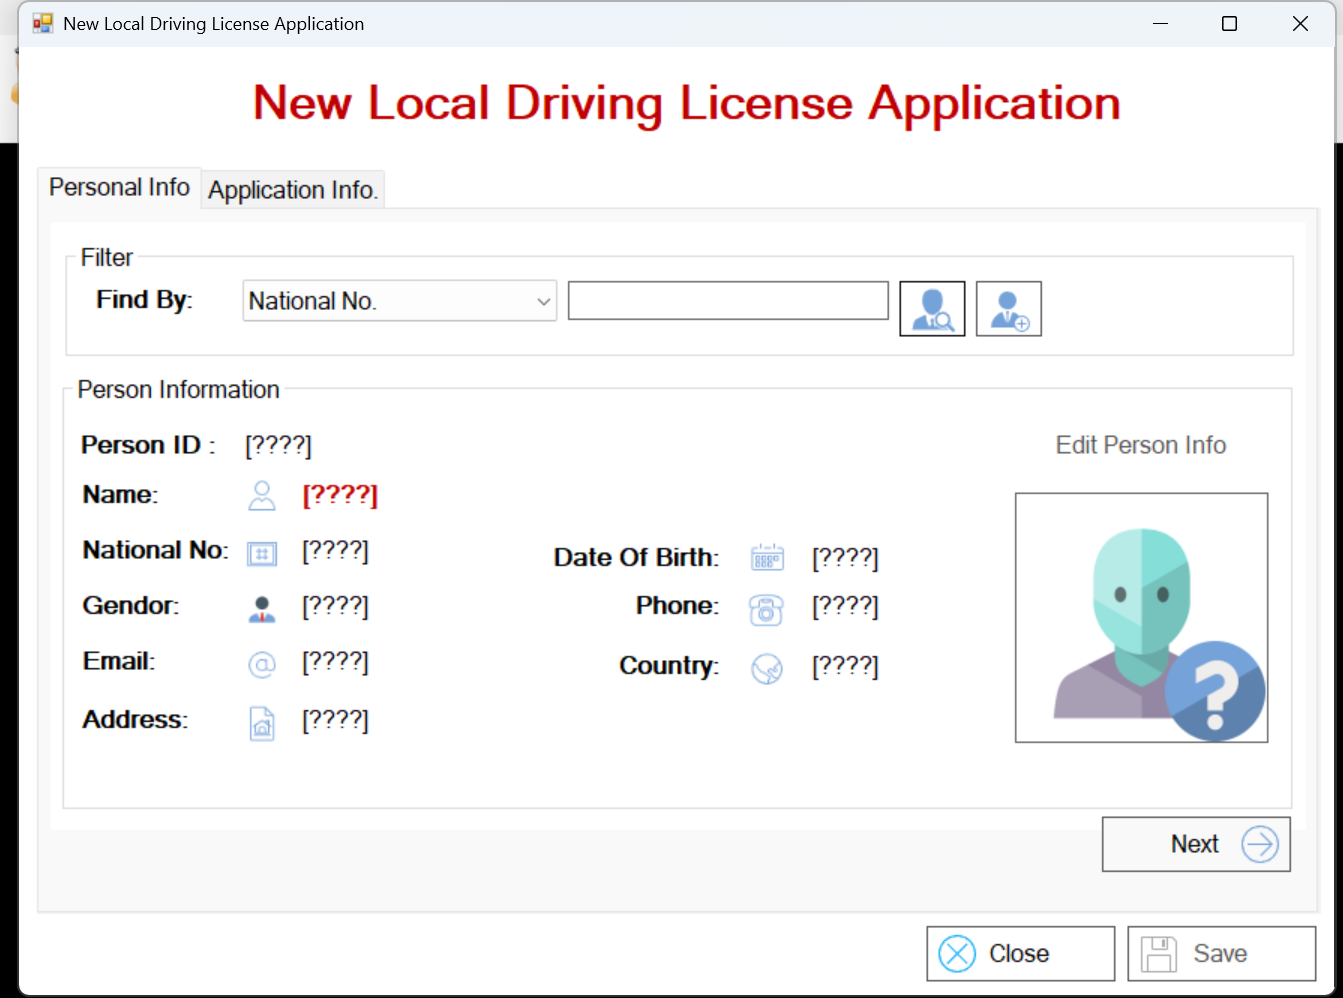 New Local Driving License Application
New Local Driving License Application
Personal Info
Application Info.
Filter
Find By:
National No.
Person Information
Person ID :
[????]
Edit Person Info
Name:
[????]
National No:
[????]
Date Of Birth:
[????]
Gendor:
[????]
Phone:
[????]
Email:
[????]
Country:
[????]
Address:
[????]
Next
Close
Save